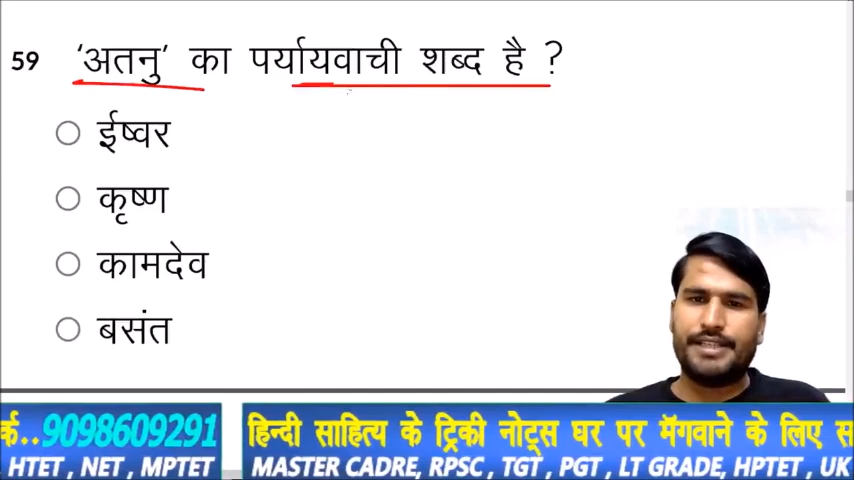 59 'अतनु' का पर्यायवाची शब्द है ?
ईष्वर
कृष्ण
कामदेव
बसंत
र्क..9098609291
HTET , NET , MPTET
हिन्दी साहित्य के ट्रिकी नोट्स घर पर मॅगवाने के लिए स
MASTER CADRE, RPSC , TGT , PGT , LT GRADE, HPTET , UK